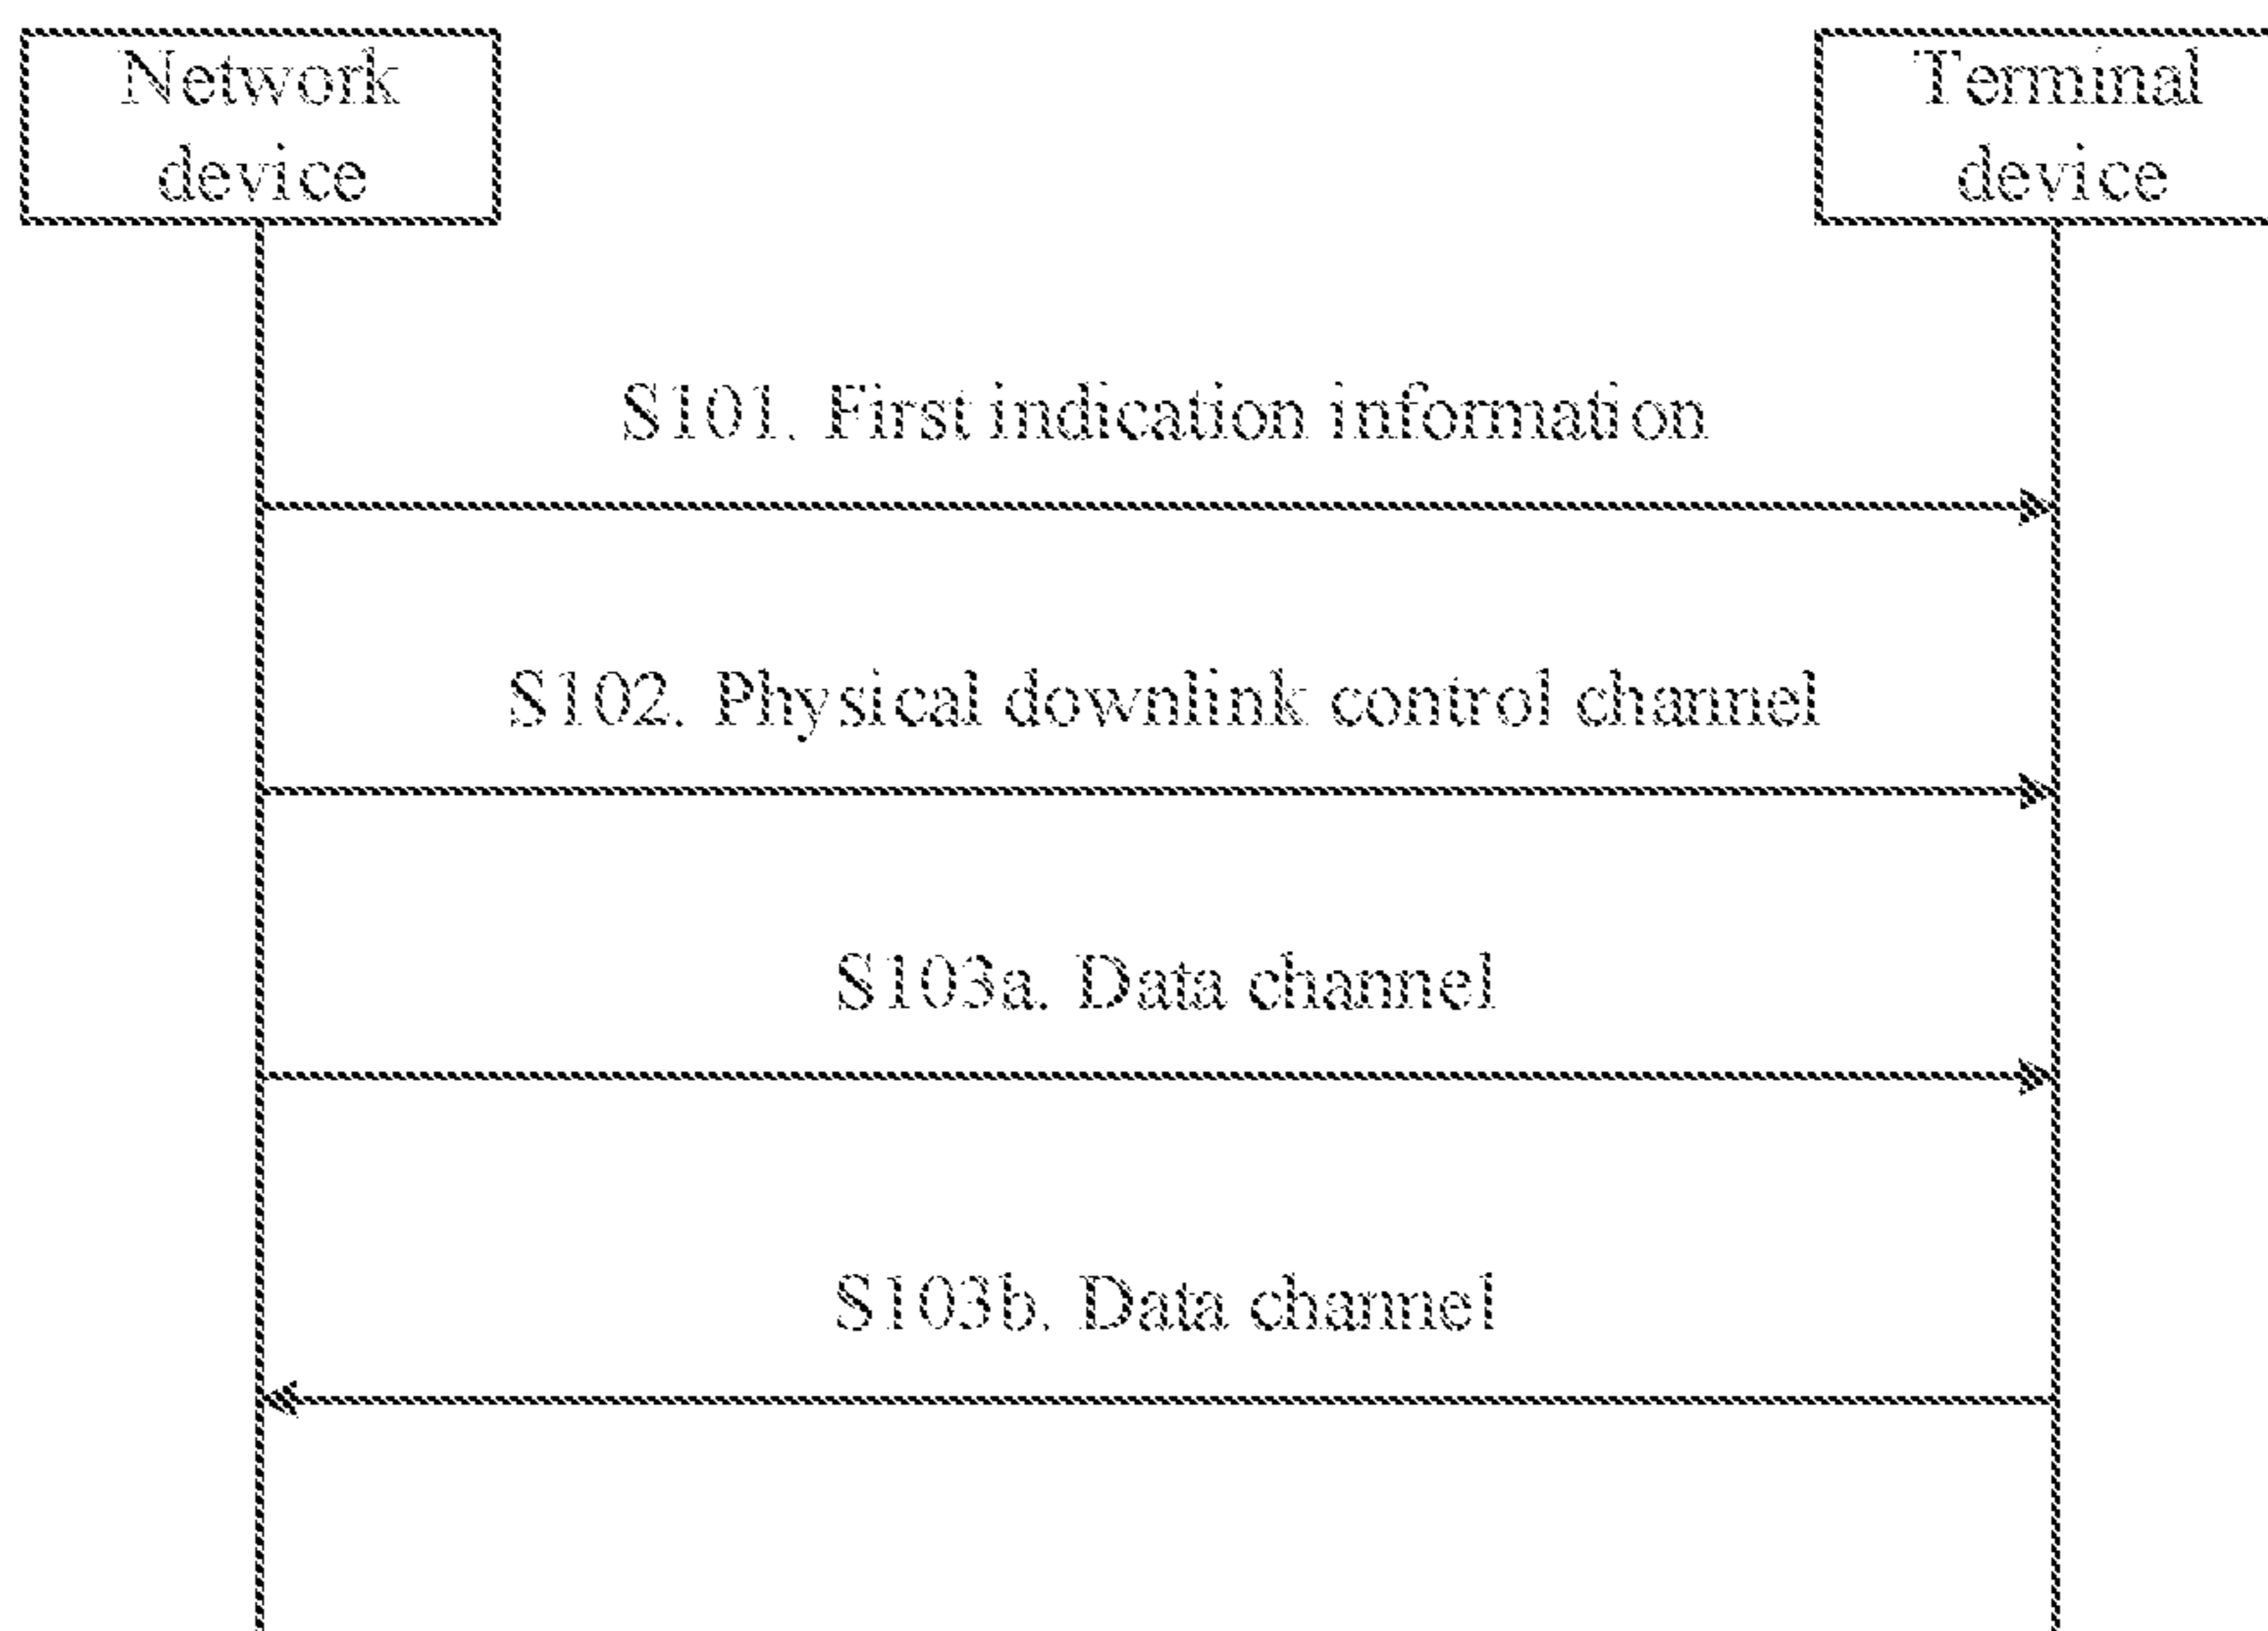 Network
device
Terminal
device
S101. First indication information
S102. Physical downlink control channel
S103a. Data channel
S103b. Data channel